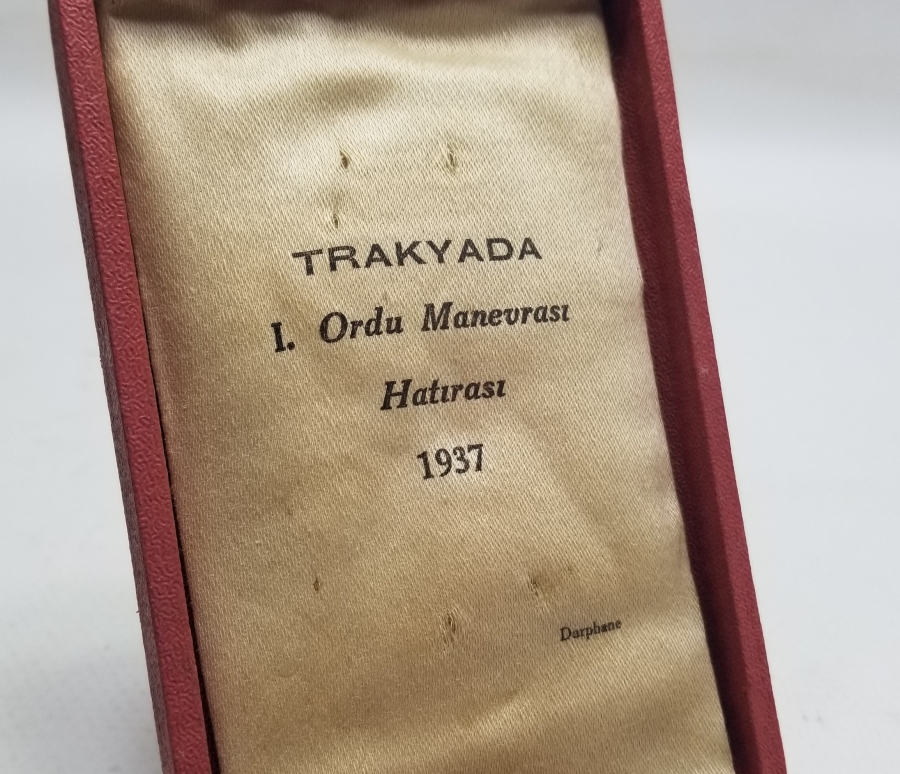 TRAKYADA
I. Ordu Manevrası
Hatırası
1937
Darphane